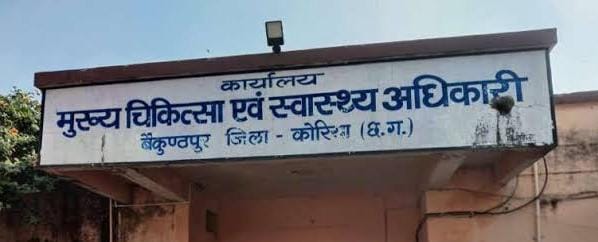 कार्यालय
मुख्य चिकित्सा एवं स्वास्थ्य अधिकारी
बैकुण्ठपुर जिला - कोरिया (छ.ग.)